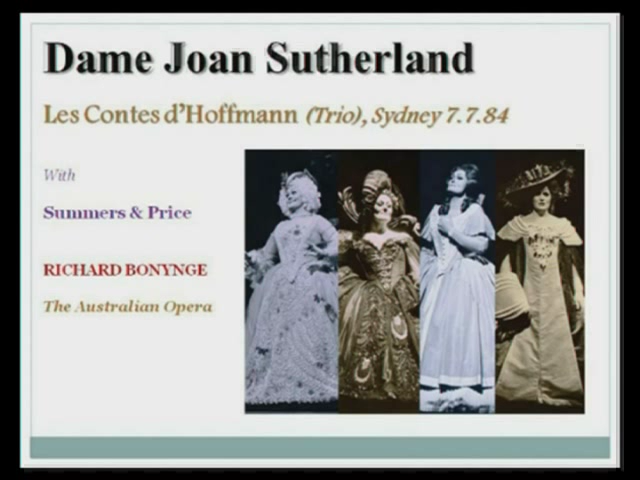 Dame Joan Sutherland
Les Contes d'Hoffmann (Trio), Sydney 7.7.84
With
Summers & Price
RICHARD BONYNGE
The Australian Opera